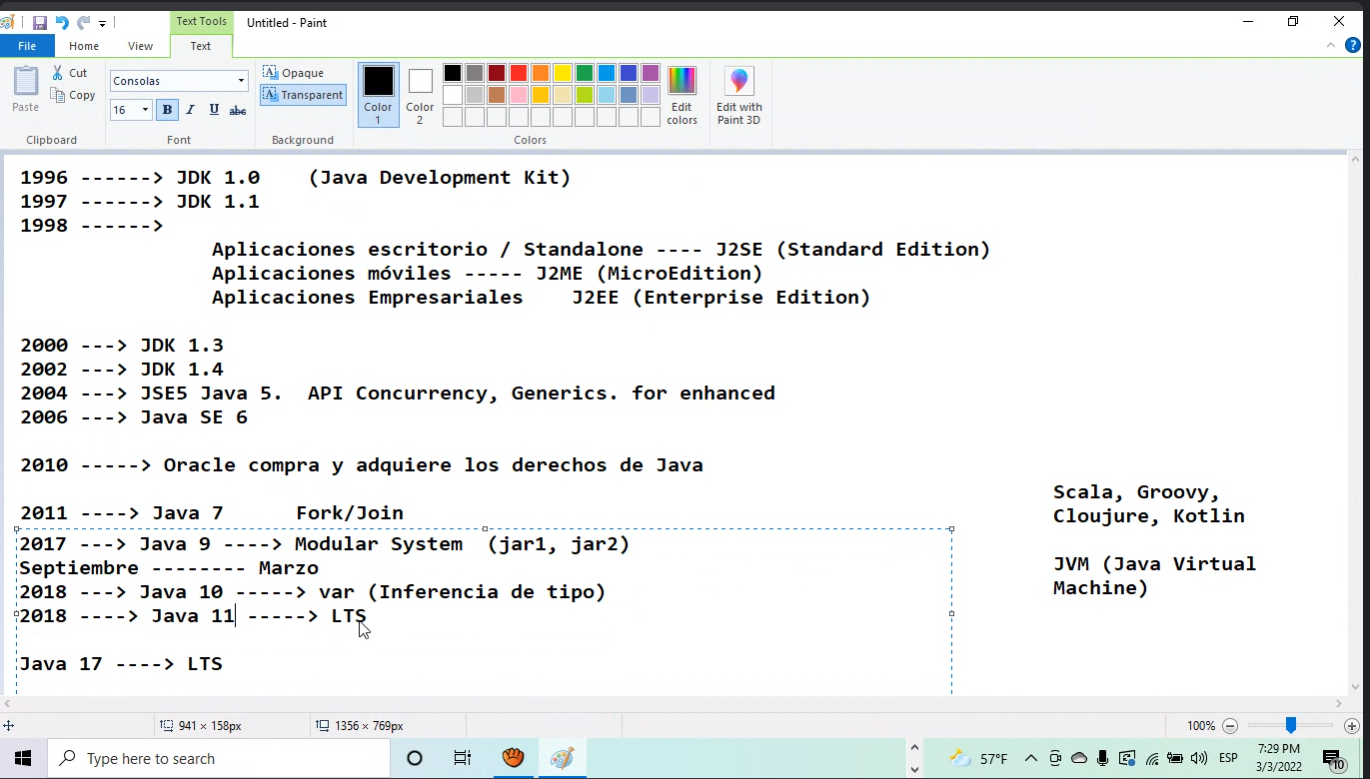 Text Tools
Untitled - Paint
File
Home
View
Text
Paste
Cut
Copy
Clipboard
Consolas
16
B
I
U
abc
Font
Opaque
Transparent
Background
Color
1
Color
2
Edit
colors
Colors
Edit with
Paint 3D
1996 ------> JDK 1.0    (Java Development Kit)
1997 ------> JDK 1.1
1998 ------>
Aplicaciones escritorio / Standalone ---- J2SE (Standard Edition)
Aplicaciones móviles ----- J2ME (MicroEdition)
Aplicaciones Empresariales    J2EE (Enterprise Edition)
2000 ---> JDK 1.3
2002 ---> JDK 1.4
2004 ---> JSE5 Java 5.  API Concurrency, Generics. for enhanced
2006 ---> Java SE 6
2010 -----> Oracle compra y adquiere los derechos de Java
2011 ----> Java 7      Fork/Join
2017 ---> Java 9 ----> Modular System  (jar1, jar2)
Septiembre -------- Marzo
2018 ---> Java 10 -----> var (Inferencia de tipo)
2018 ----> Java 11 -----> LTS
Java 17 ----> LTS
Scala, Groovy,
Cloujure, Kotlin
JVM (Java Virtual
Machine)
941 × 158px
1356 × 769px
100%
Type here to search
57°F
ESP
7:29 PM
3/3/2022
10